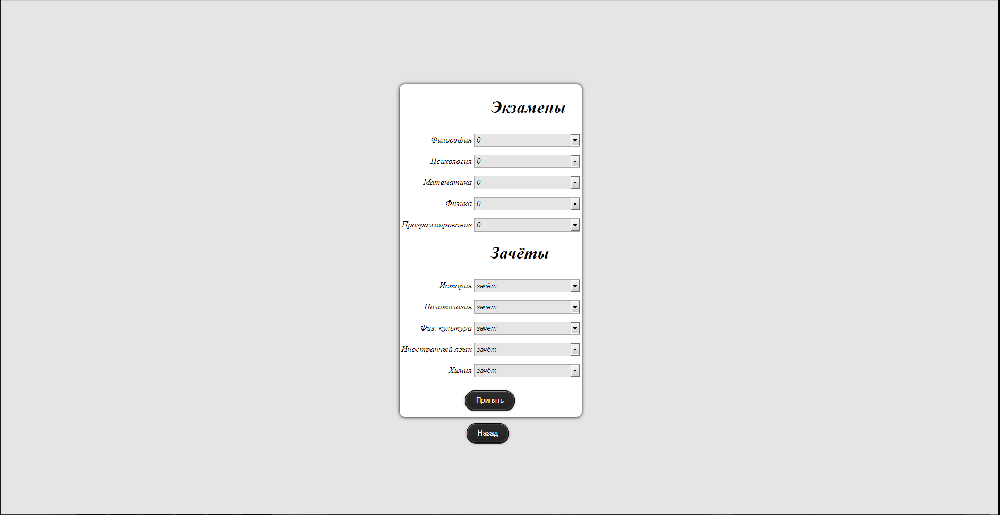 Экзамены
Философия 0
Психология 0
Математика 0
Физика 0
Программирование 0
Зачёты
История зачёт
Политология зачёт
Физ. культура зачёт
Иностранный язык зачёт
Химия зачёт
Принять
Назад